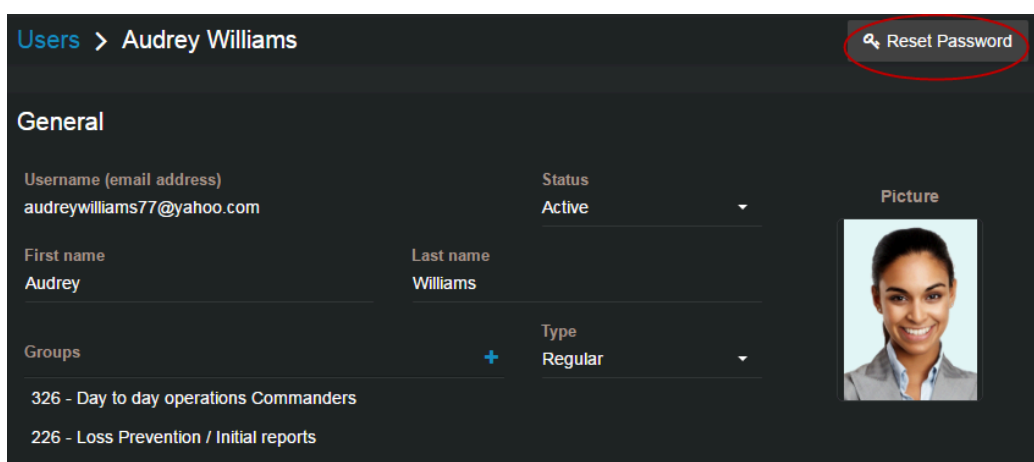 Users > Audrey Williams
Reset Password
General
Username (email address)
audreywilliams77@yahoo.com
Status
Active
Picture
First name
Audrey
Last name
Williams
Groups
+
Type
Regular
326 - Day to day operations Commanders
226 - Loss Prevention / Initial reports